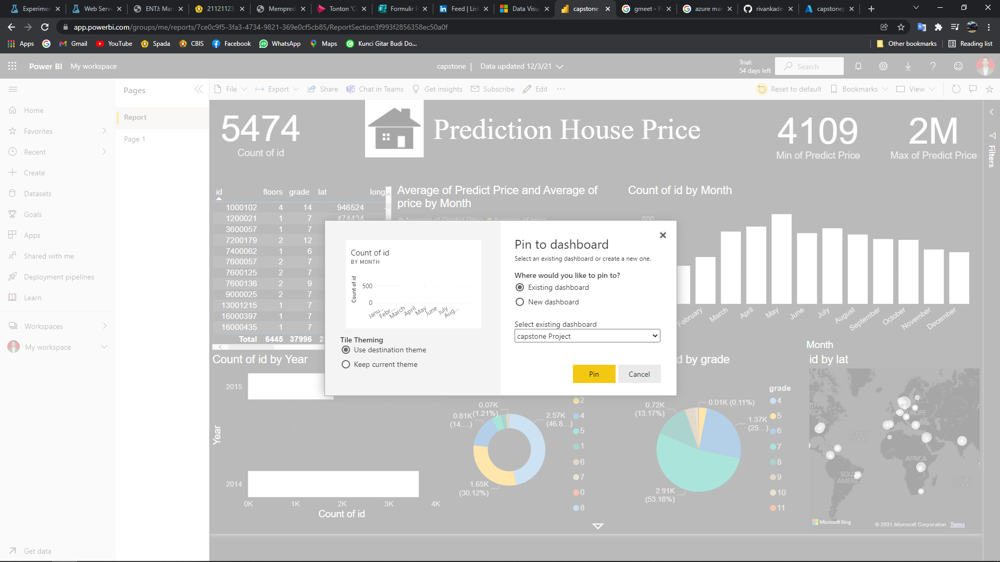 Experimen
Web Servi
ENTJ: Man
21121123
Mempred
Tonton 'Ca
Formulir P
Feed | Lin
Data Visua
capstone
gmeet - P
azure mar
rivankade
capstonep
app.powerbi.com/groups/me/reports/7ce0c9f5-3fa3-4734-9821-369e0cf5cb85/ReportSection3f993f2856358ec50a0f
Apps Gmail YouTube Spada CBIS Facebook WhatsApp Maps Kunci Gitar Budi Do... Other bookmarks Reading list
Power BI My workspace
capstone | Data updated 12/3/21
Trial:
54 days left
Search
Home
Favorites
Recent
Create
Datasets
Goals
Apps
Shared with me
Deployment pipelines
Learn
Workspaces
My workspace
Get data
Pages
Report
Page 1
File Export Share Chat in Teams Get insights Subscribe Edit ... Reset to default Bookmarks View
5474
Count of id
Prediction House Price
4109
Min of Predict Price
2M
Max of Predict Price
Filters
id floors grade lat long
1000102 4 14 946524
1200021 1 7 474434
3600057 1 7
7200179 2 12
7400062 1 6
7600057 2 7
7600125 2 7
7600136 2 9
9000025 2 7
13001215 1 7
16000397 1 7
16000435 1 7
Total 6445 37996
Average of Predict Price and Average of
price by Month
Average of Predict Price Average of price
Count of id by Month
600
February March April May June July August September October November December
Month
Count of id
BY MONTH
Count of id
500
0
Janu... Febr... March April May June July Aug...
Tile Theming
Use destination theme
Keep current theme
Pin to dashboard
Select an existing dashboard or create a new one.
Where would you like to pin to?
Existing dashboard
New dashboard
Select existing dashboard
capstone Project
Pin Cancel
Count of id by Year
Year
2015
2014
0K 1K 2K 3K 4K
Count of id
0.07K
(1.21%)
0.81K
(14....)
2.57K
(46.8...)
1.65K
(30.12%)
2
4
5
1
6
7
0
8
d by grade
0.72K
(13.17%)
0.01K (0.11%)
1.37K
(25...)
2.91K
(53.18%)
grade
4
5
6
7
8
9
10
11
id by lat
EUROPE
Atlantic
Ocean
AFRICA
AMERICA
Indian
Ocean
Microsoft Bing
© 2021 Microsoft Corporation Terms